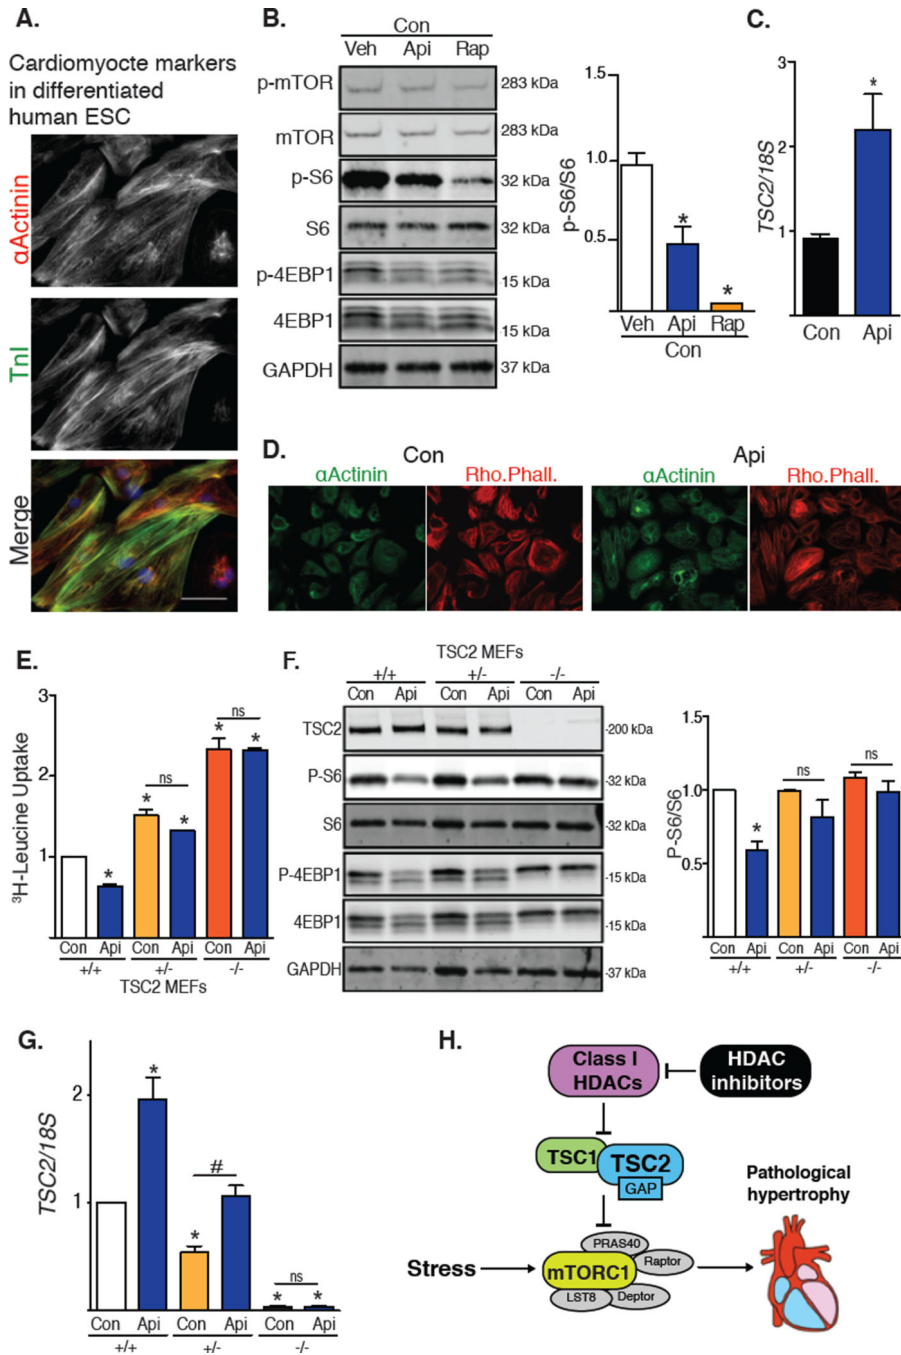 A.
Cardiomyocte markers
in differentiated
human ESC
αActinin
TnI
Merge
B.
Con
Veh Api Rap
p-mTOR 283 kDa
mTOR 283 kDa
p-S6 32 kDa
S6 32 kDa
p-4EBP1 15 kDa
4EBP1 15 kDa
GAPDH 37 kDa
p-S6/S6
1.5
1.0
0.5
* *
Veh Api Rap
Con
C.
TSC2/18S
3
2
1
*
Con Api
D.
Con Api
αActinin Rho.Phall. αActinin Rho.Phall.
E.
³H-Leucine Uptake
3
2
1
* * ns * * ns *
Con Api Con Api Con Api
+/+ +/- -/-
TSC2 MEFs
F.
TSC2 MEFs
+/+ +/- -/-
Con Api Con Api Con Api
TSC2 -200 kDa
P-S6 -32 kDa
S6 -32 kDa
P-4EBP1 -15 kDa
4EBP1 -15 kDa
GAPDH -37 kDa
P-S6/S6
1.5
1.0
0.5
* ns ns
Con Api Con Api Con Api
+/+ +/- -/-
G.
TSC2/18S
2
1
* * # * ns *
Con Api Con Api Con Api
+/+ +/- -/-
H.
Class I
HDACs
HDAC
inhibitors
TSC1
TSC2
GAP
Pathological
hypertrophy
PRAS40
Raptor
Stress
mTORC1
LST8
Deptor